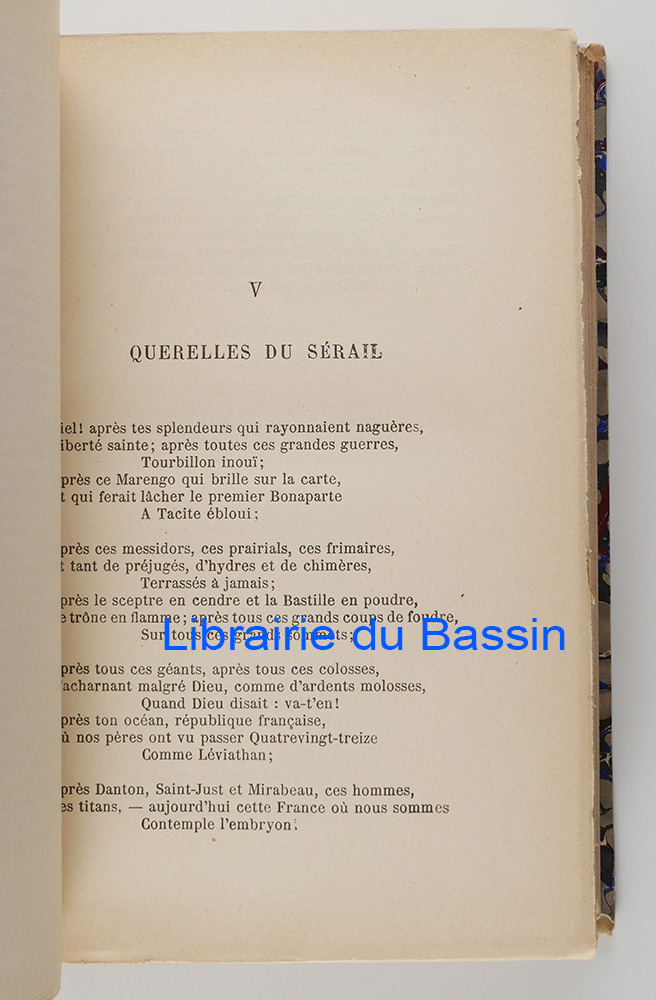 V
QUERELLES DU SÉRAIL
iel! après tes splendeurs qui rayonnaient naguères,
iberté sainte; après toutes ces grandes guerres,
Tourbillon inouï;
près ce Marengo qui brille sur la carte,
t qui ferait lâcher le premier Bonaparte
A Tacite ébloui;
près ces messidors, ces prairials, ces frimaires,
t tant de préjugés, d'hydres et de chimères,
Terrassés à jamais;
près le sceptre en cendre et la Bastille en poudre,
e trône en flamme; après tous ces grands coups de foudre,
Sur tous ces grands sommets;
Librairie du Bassin
près tous ces géants, après tous ces colosses,
'acharnant malgré Dieu, comme d'ardents molosses,
Quand Dieu disait : va-t'en!
près ton océan, république française,
ù nos pères ont vu passer Quatrevingt-treize
Comme Léviathan;
près Danton, Saint-Just et Mirabeau, ces hommes,
es titans, — aujourd'hui cette France où nous sommes
Contemple l'embryon.